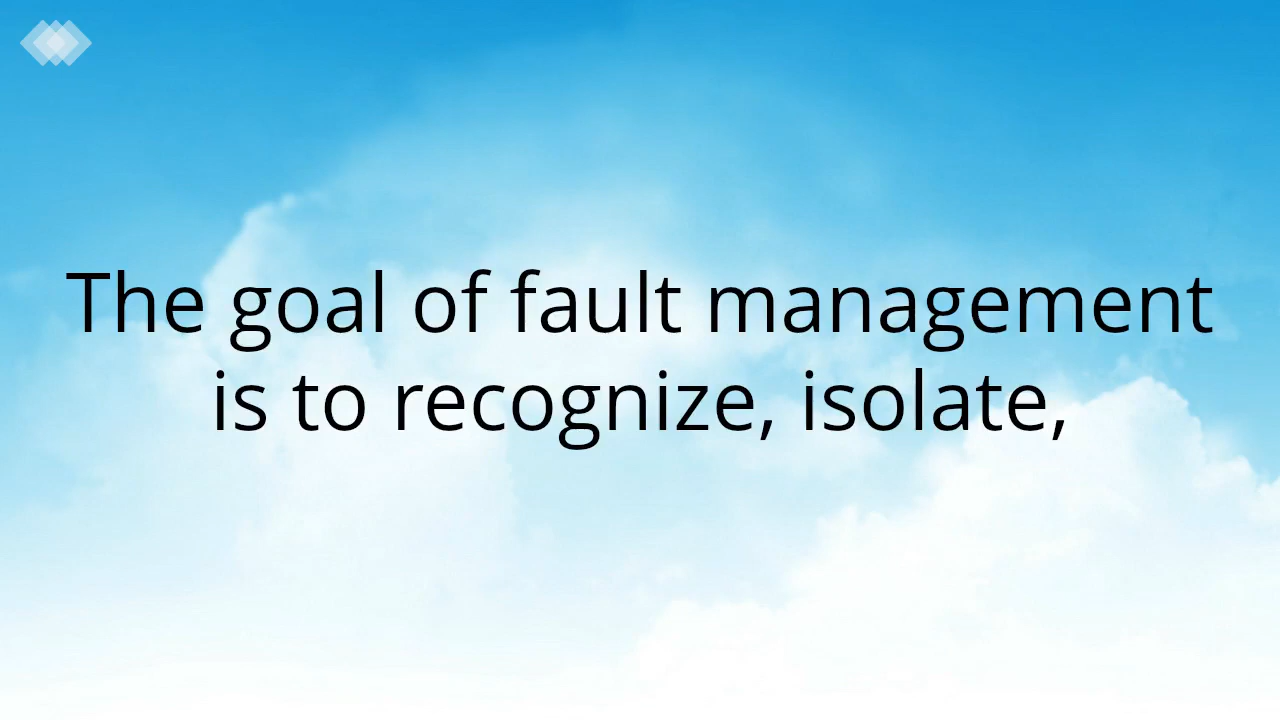 The goal of fault management
is to recognize, isolate,